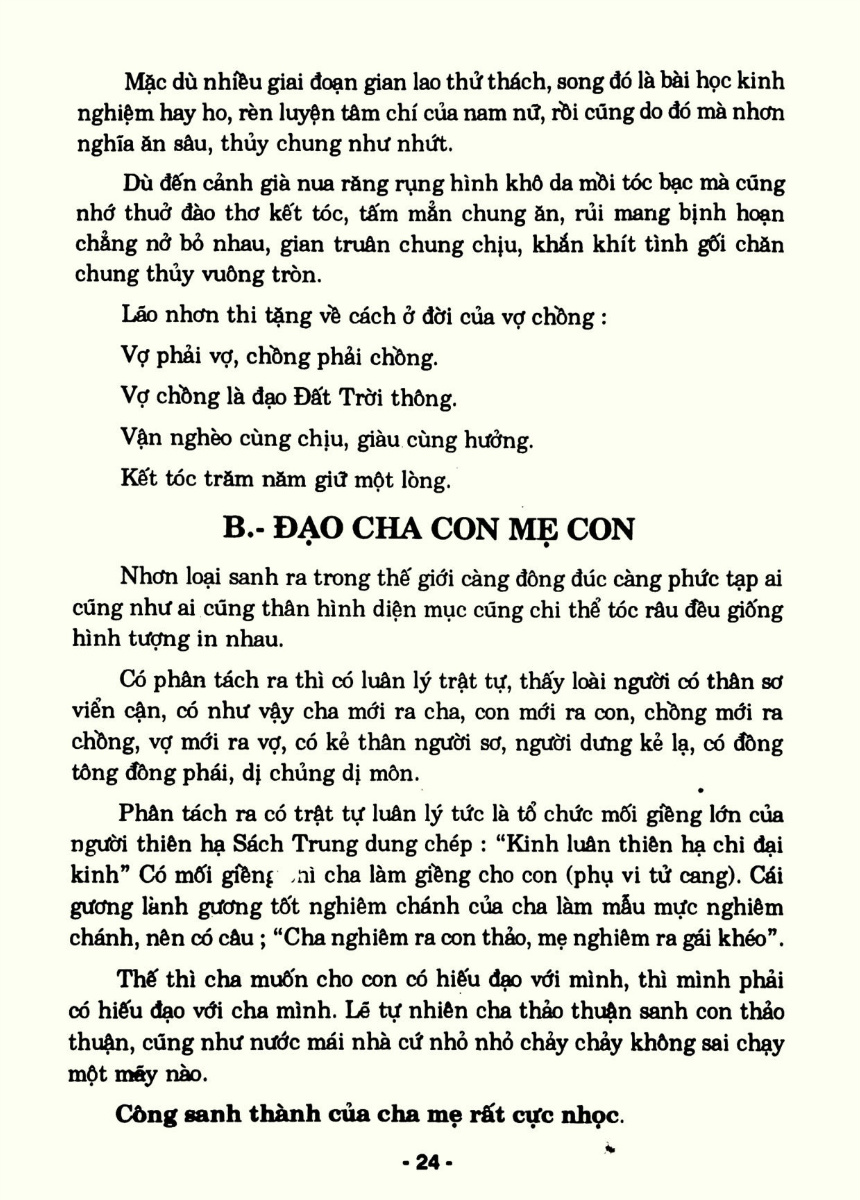 Mặc dù nhiều giai đoạn gian lao thử thách, song đó là bài học kinh
nghiệm hay ho, rèn luyện tâm chí của nam nữ, rồi cũng do đó mà nhơn
nghĩa ăn sâu, thủy chung như nhứt.
Dù đến cảnh già nua răng rụng hình khô da mồi tóc bạc mà cũng
nhớ thuở đào thơ kết tóc, tấm mẳn chung ăn, rủi mang bịnh hoạn
chẳng nở bỏ nhau, gian truân chung chịu, khắn khít tình gối chăn
chung thủy vuông tròn.
Lão nhơn thi tặng về cách ở đời của vợ chồng :
Vợ phải vợ, chồng phải chồng.
Vợ chồng là đạo Đất Trời thông.
Vận nghèo cùng chịu, giàu cùng hưởng.
Kết tóc trăm năm giữ một lòng.
B.- ĐẠO CHA CON MẸ CON
Nhơn loại sanh ra trong thế giới càng đông đúc càng phức tạp ai
cũng như ai cũng thân hình diện mục cũng chi thể tóc râu đều giống
hình tượng in nhau.
Có phân tách ra thì có luân lý trật tự, thấy loài người có thân sơ
viển cận, có như vậy cha mới ra cha, con mới ra con, chồng mới ra
chồng, vợ mới ra vợ, có kẻ thân người sơ, người dưng kẻ lạ, có đồng
tông đồng phái, dị chủng dị môn.
Phân tách ra có trật tự luân lý tức là tổ chức mối giềng lớn của
người thiên hạ Sách Trung dung chép : “Kinh luân thiên hạ chi đại
kinh” Có mối giềng cha làm giềng cho con (phụ vi tử cang). Cái
gương lành gương tốt nghiêm chánh của cha làm mẫu mực nghiêm
chánh, nên có câu ; “Cha nghiêm ra con thảo, mẹ nghiêm ra gái khéo”.
Thế thì cha muốn cho con có hiếu đạo với mình, thì mình phải
có hiếu đạo với cha mình. Lẽ tự nhiên cha thảo thuận sanh con thảo
thuận, cũng như nước mái nhà cứ nhỏ nhỏ chảy chảy không sai chạy
một mảy nào.
Công sanh thành của cha mẹ rất cực nhọc.
- 24 -